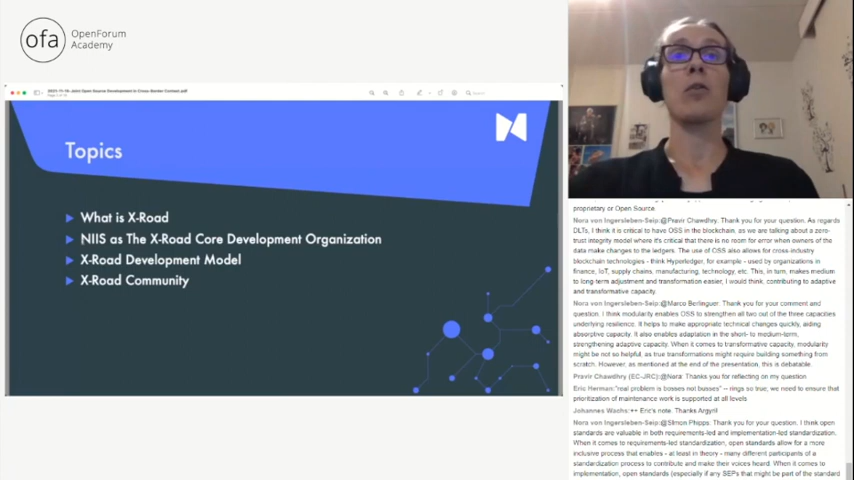 ofa
OpenForum
Academy
2021-11-16-Joint Open Source Development in Cross-Border Context.pdf
Search
Topics
What is X-Road
NIIS as The X-Road Core Development Organization
X-Road Development Model
X-Road Community
proprietary or Open Source.
Nora von Ingersleben-Seip:@Pravir Chawdhry, Thank you for your question. As regards
DLTs, I think it is critical to have OSS in the blockchain, as we are talking about a zero-
trust integrity model where it's critical that there is no room for error when owners of the
data make changes to the ledgers. The use of OSS also allows for cross-industry
blockchain technologies - think Hyperledger, for example - used by organizations in
finance, IoT, supply chains, manufacturing, technology, etc. This, in turn, makes medium
to long-term adjustment and transformation easier, I would think, contributing to adaptive
and transformative capacity.
Nora von Ingersleben-Seip:@Marco Berlinguer: Thank you for your comment and
question. I think modularity enables OSS to strengthen all two out of the three capacities
underlying resilience. It helps to make appropriate technical changes quickly, aiding
absorptive capacity. It also enables adaptation in the short- to medium-term,
strengthening adaptive capacity. When it comes to transformative capacity, modularity
might be not so helpful, as true transformations might require building something from
scratch. However, as mentioned at the end of the presentation, this is debatable.
Pravir Chawdhry (EC-JRC):@Nora: Thanks you for reflecting on my question
Eric Herman:"real problem is bosses not busses" -- rings so true, we need to ensure that
prioritization of maintenance work is supported at all levels
Johannes Wachs:++ Eric's note. Thanks Argyri!
Nora von Ingersleben-Seip:@Simon Phipps: Thank you for your question. I think open
standards are valuable in both requirements-led and implementation-led standardization.
When it comes to requirements-led standardization, open standards allow for a more
inclusive process that enables - at least in theory - many different participants of a
standardization process to contribute and make their voices heard. When it comes to
implementation, open standards (especially if any SEPs that might be part of the standard